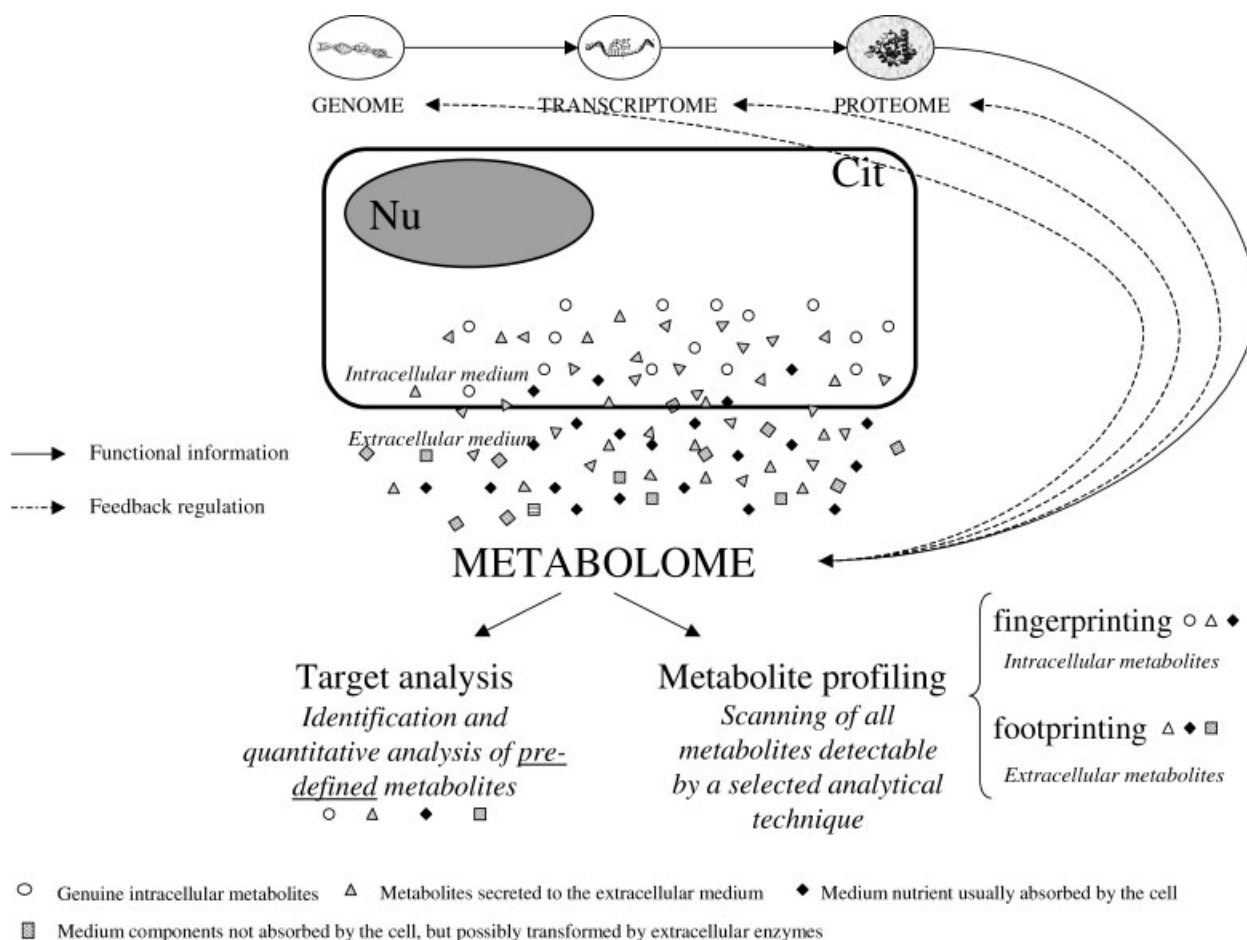 GENOME
TRANSCRIPTOME
PROTEOME
Cit
Nu
Intracellular medium
Extracellular medium
Functional information
Feedback regulation
METABOLOME
Target analysis
Identification and
quantitative analysis of pre-
defined metabolites
Metabolite profiling
Scanning of all
metabolites detectable
by a selected analytical
technique
fingerprinting
Intracellular metabolites
footprinting
Extracellular metabolites
Genuine intracellular metabolites
Metabolites secreted to the extracellular medium
Medium nutrient usually absorbed by the cell
Medium components not absorbed by the cell, but possibly transformed by extracellular enzymes